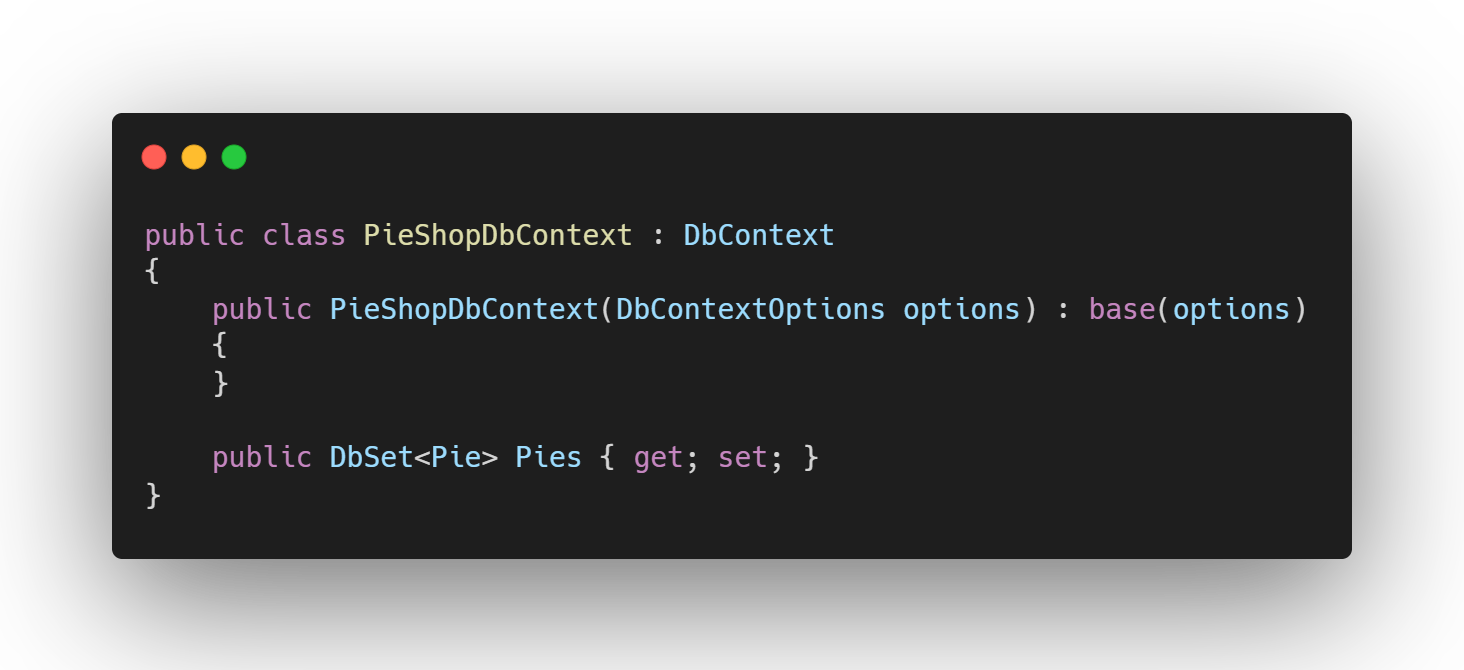 public class PieShopDbContext : DbContext
{
    public PieShopDbContext(DbContextOptions options) : base(options)
    {
    }

    public DbSet<Pie> Pies { get; set; }
}